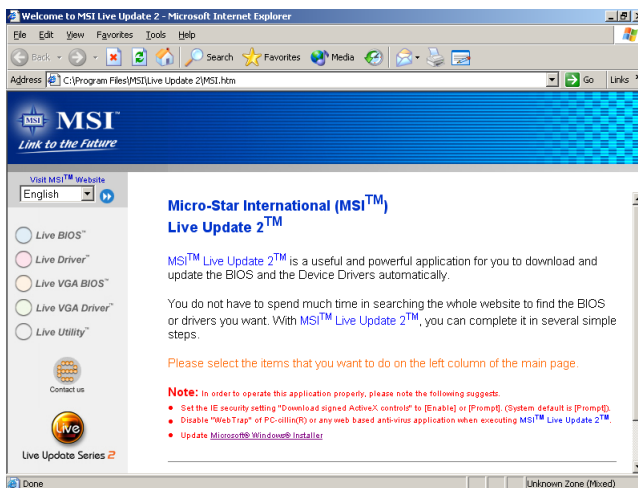 Welcome to MSI Live Update 2 - Microsoft Internet Explorer
File Edit View Favorites Tools Help
Back Search Favorites Media
Address C:\Program Files\MSI\Live Update 2\MSI.htm Go Links »
MSI MSI™
Link to the Future
Visit MSI™ Website
English
Live BIOS™
Live Driver™
Live VGA BIOS™
Live VGA Driver™
Live Utility™
Contact us
Live
Live Update Series 2
Micro-Star International (MSI™)
Live Update 2™
MSI™ Live Update 2™ is a useful and powerful application for you to download and
update the BIOS and the Device Drivers automatically.
You do not have to spend much time in searching the whole website to find the BIOS
or drivers you want. With MSI™ Live Update 2™, you can complete it in several simple
steps.
Please select the items that you want to do on the left column of the main page.
Note: In order to operate this application properly, please note the following suggests.
Set the IE security setting "Download signed ActiveX controls" to [Enable] or [Prompt]. (System default is [Prompt]).
Disable "WebTrap" of PC-cillin(R) or any web based anti-virus application when executing MSI™ Live Update 2™.
Update Microsoft® Windows® Installer
Done Unknown Zone (Mixed)